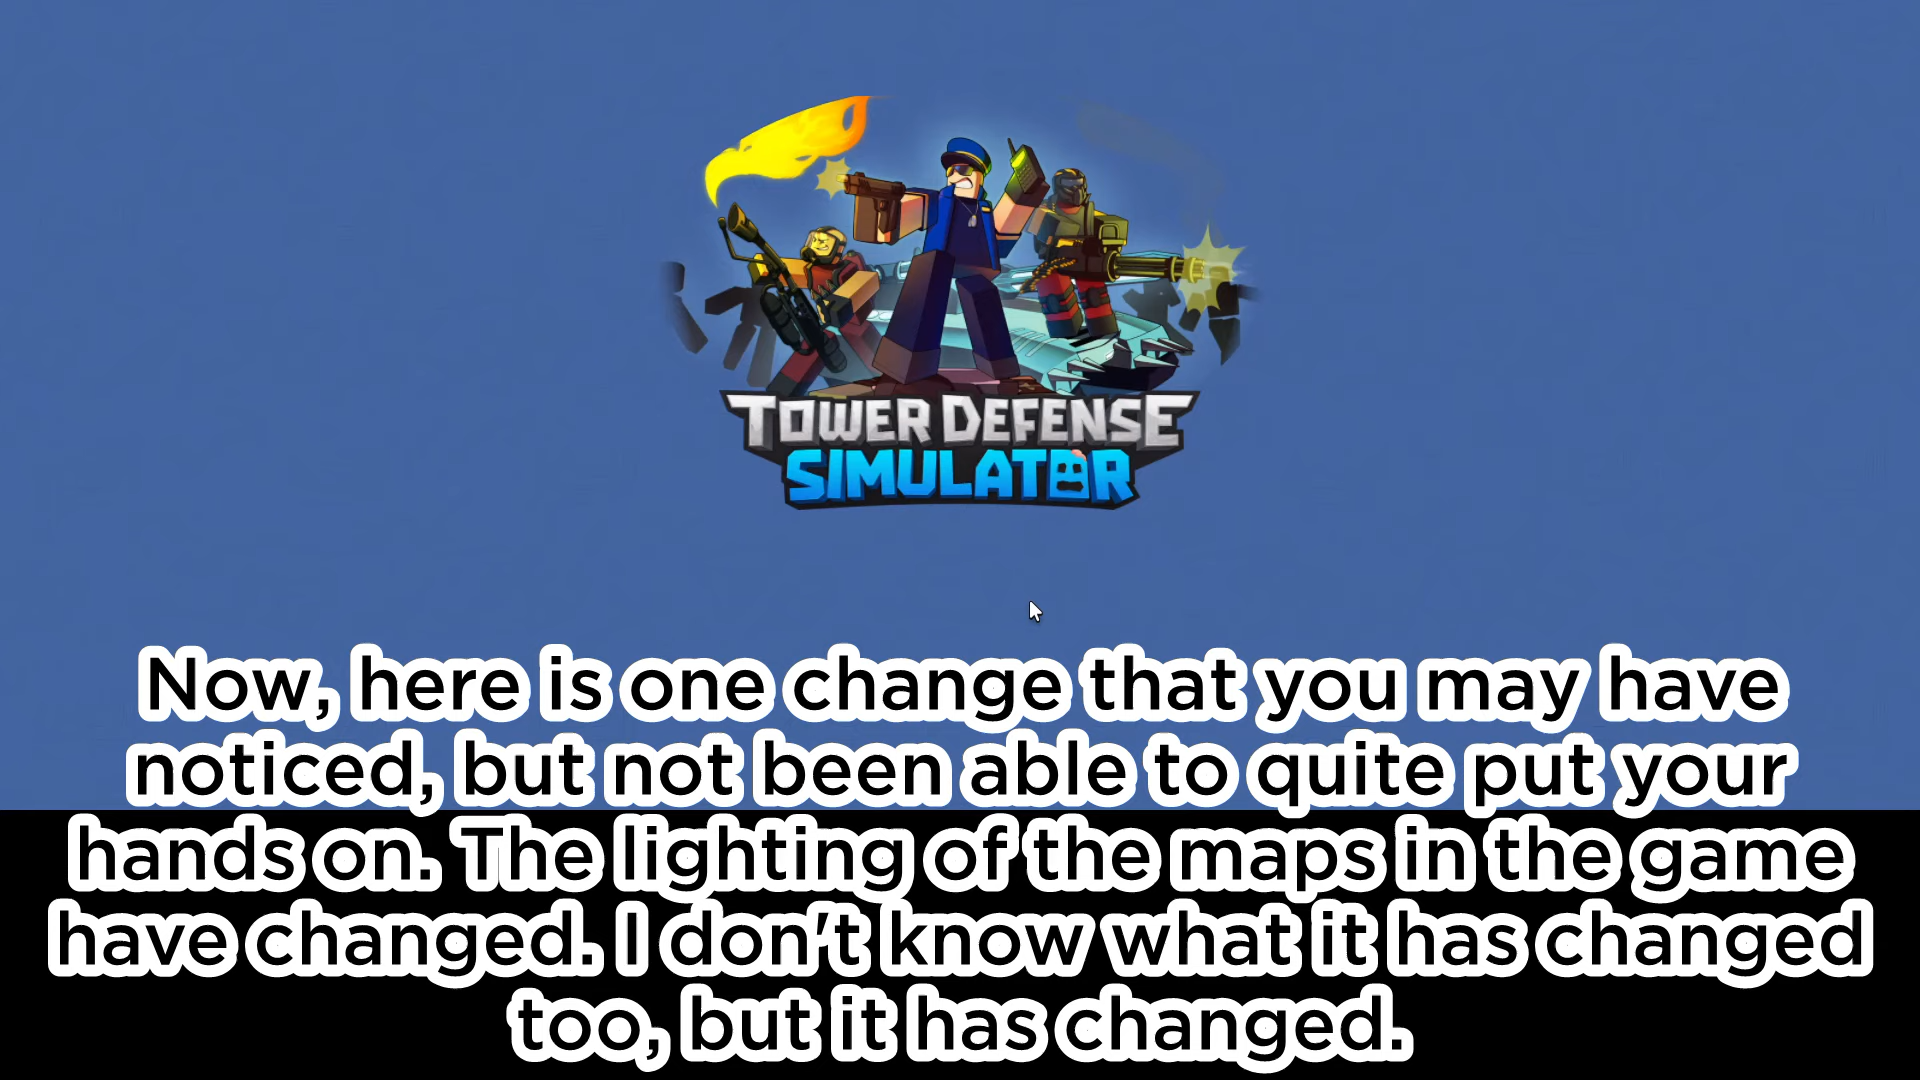 TOWER DEFENSE
SIMULATOR
Now, here is one change that you may have
noticed, but not been able to quite put your
hands on. The lighting of the maps in the game
have changed. I don't know what it has changed
too, but it has changed.